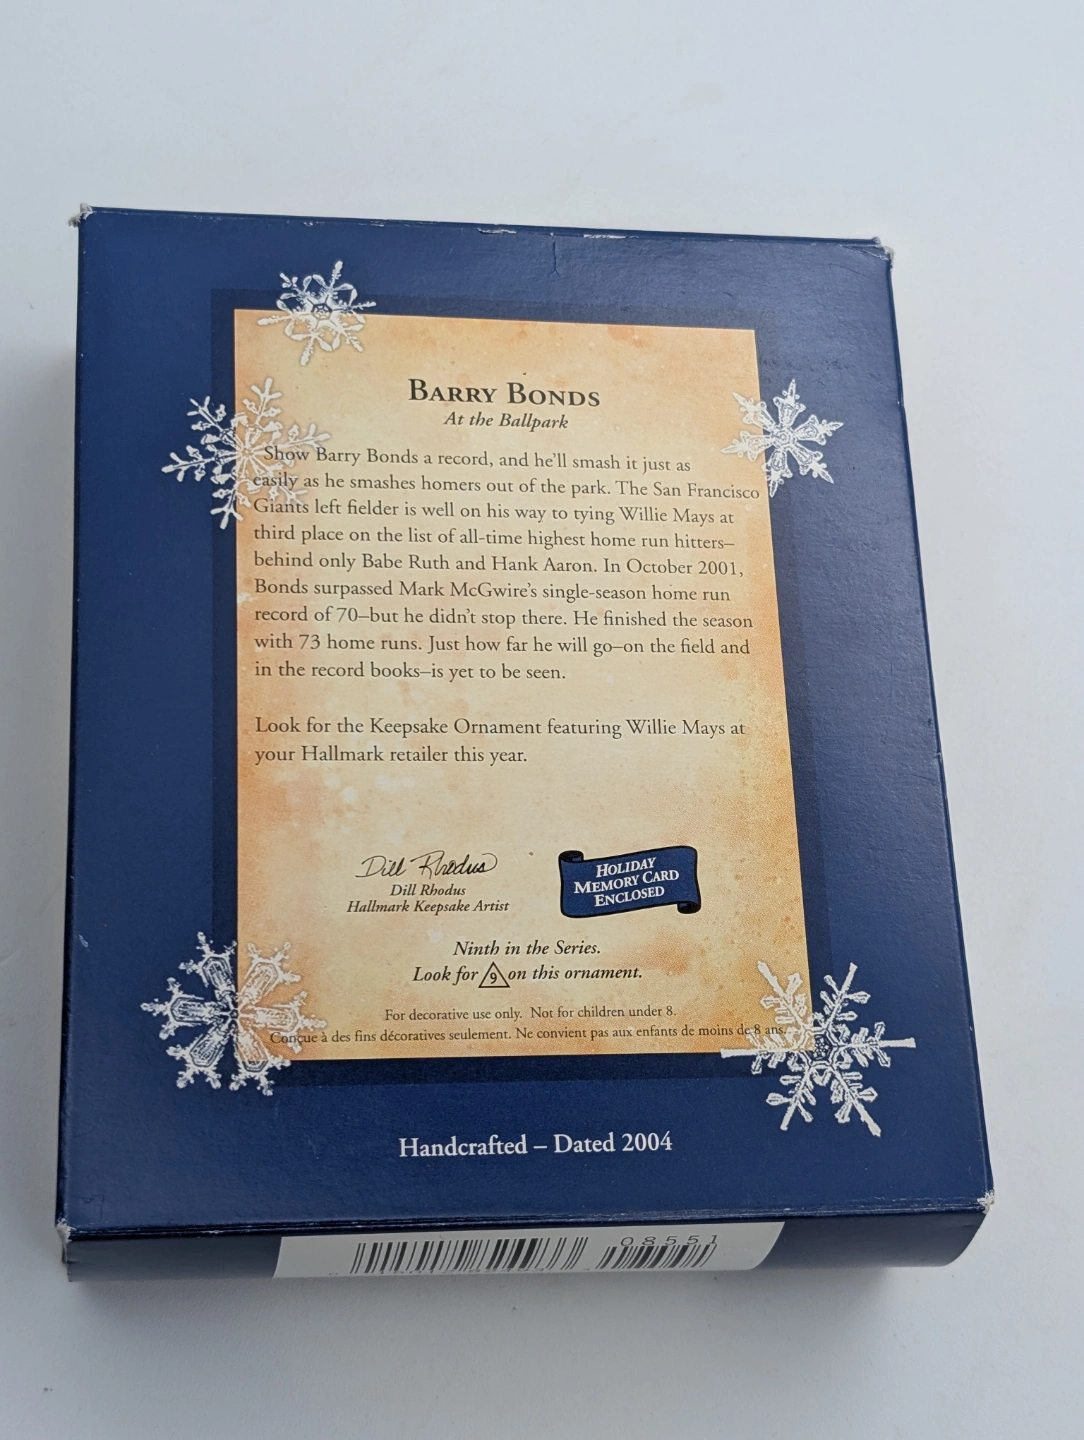 BARRY BONDS
At the Ballpark
Show Barry Bonds a record, and he'll smash it just as
easily as he smashes homers out of the park. The San Francisco
Giants left fielder is well on his way to tying Willie Mays at
third place on the list of all-time highest home run hitters–
behind only Babe Ruth and Hank Aaron. In October 2001,
Bonds surpassed Mark McGwire's single-season home run
record of 70–but he didn't stop there. He finished the season
with 73 home runs. Just how far he will go–on the field and
in the record books–is yet to be seen.
Look for the Keepsake Ornament featuring Willie Mays at
your Hallmark retailer this year.
Dill Rhodus
Dill Rhodus
Hallmark Keepsake Artist
HOLIDAY
MEMORY CARD
ENCLOSED
Ninth in the Series.
Look for 9 on this ornament.
For decorative use only. Not for children under 8.
Conçue à des fins décoratives seulement. Ne convient pas aux enfants de moins de 8 ans.
Handcrafted – Dated 2004
08551